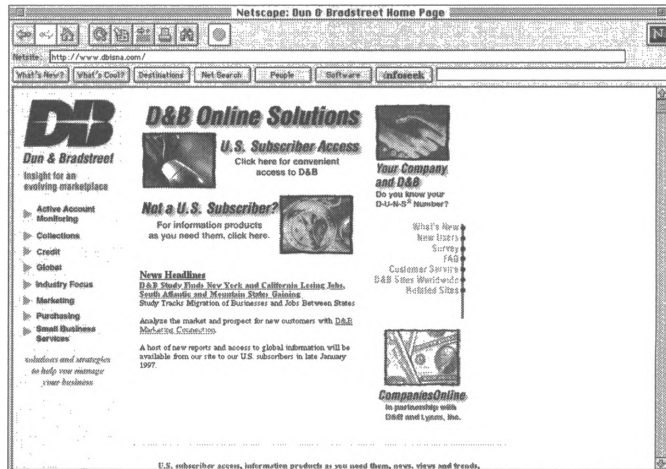 Netscape: Dun & Bradstreet Home Page
N
Netsite: http://www.dbisna.com/
What's New? What's Cool? Destinations Net Search People Software infoseek
DB
Dun & Bradstreet
Insight for an
evolving marketplace
Active Account
Monitoring
Collections
Credit
Global
Industry Focus
Marketing
Purchasing
Small Business
Services
solutions and strategies
to help you manage
your business
D&B Online Solutions
U.S. Subscriber Access
Click here for convenient
access to D&B
Not a U.S. Subscriber?
For information products
as you need them, click here.
News Headlines
D&B Study Finds New York and California Losing Jobs,
South Atlantic and Mountain States Gaining
Study Tracks Migration of Businesses and Jobs Between States
Analyze the market and prospect for new customers with D&B
Marketing Connection.
A host of new reports and access to global information will be
available from our site to our U.S. subscribers in late January
1997.
Your Company
and D&B
Do you know your
D-U-N-S® Number?
What's New
New Users
Survey
FAQ
Customer Service
D&B Sites Worldwide
Related Sites
CompaniesOnline
In partnership with
D&B and Lycos, Inc.
U.S. subscriber access, information products as you need them, news, views and trends,